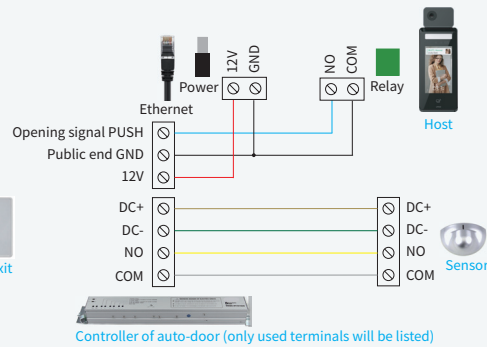 12V
GND
NO
COM
Power
Relay
Ethernet
Host
Opening signal PUSH
Public end GND
12V
DC+
DC-
NO
COM
DC+
DC-
NO
COM
Sensor
Controller of auto-door (only used terminals will be listed)